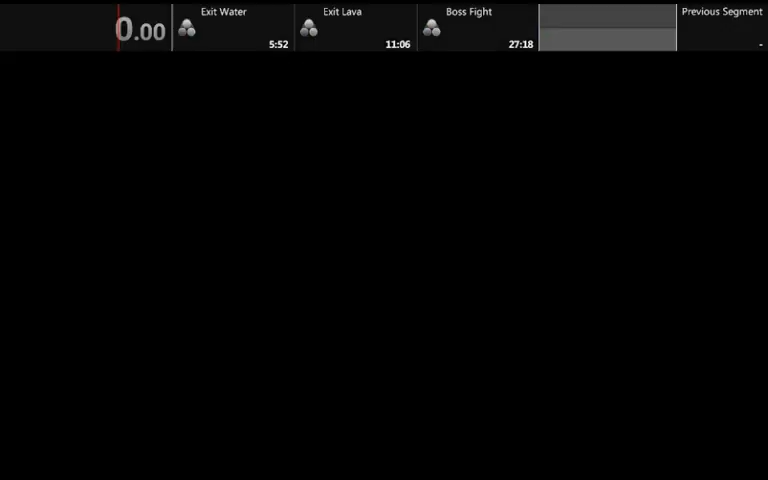 0.00
Exit Water
5:52
Exit Lava
11:06
Boss Fight
27:18
Previous Segment
-